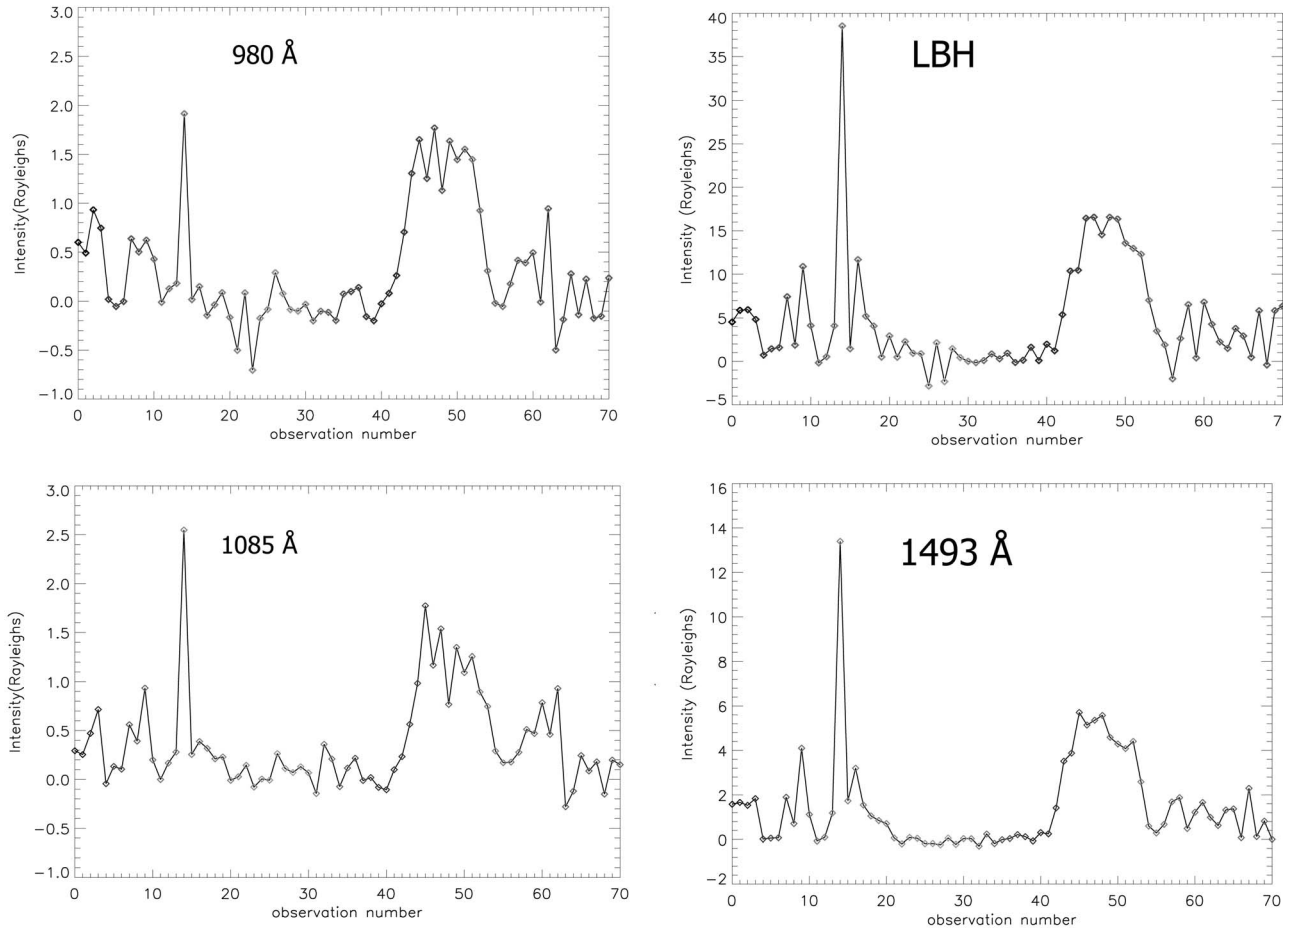 3.0
2.5
2.0
1.5
1.0
0.5
0.0
−0.5
−1.0
Intensity(Rayleighs)
980 Å
0 10 20 30 40 50 60 70
observation number
40
35
30
25
20
15
10
5
0
−5
Intensity (Rayleighs)
LBH
0 10 20 30 40 50 60 7
observation number
3.0
2.5
2.0
1.5
1.0
0.5
0.0
−0.5
−1.0
Intensity(Rayleighs)
1085 Å
0 10 20 30 40 50 60 70
observation number
16
14
12
10
8
6
4
2
0
−2
Intensity (Rayleighs)
1493 Å
0 10 20 30 40 50 60 70
observation number